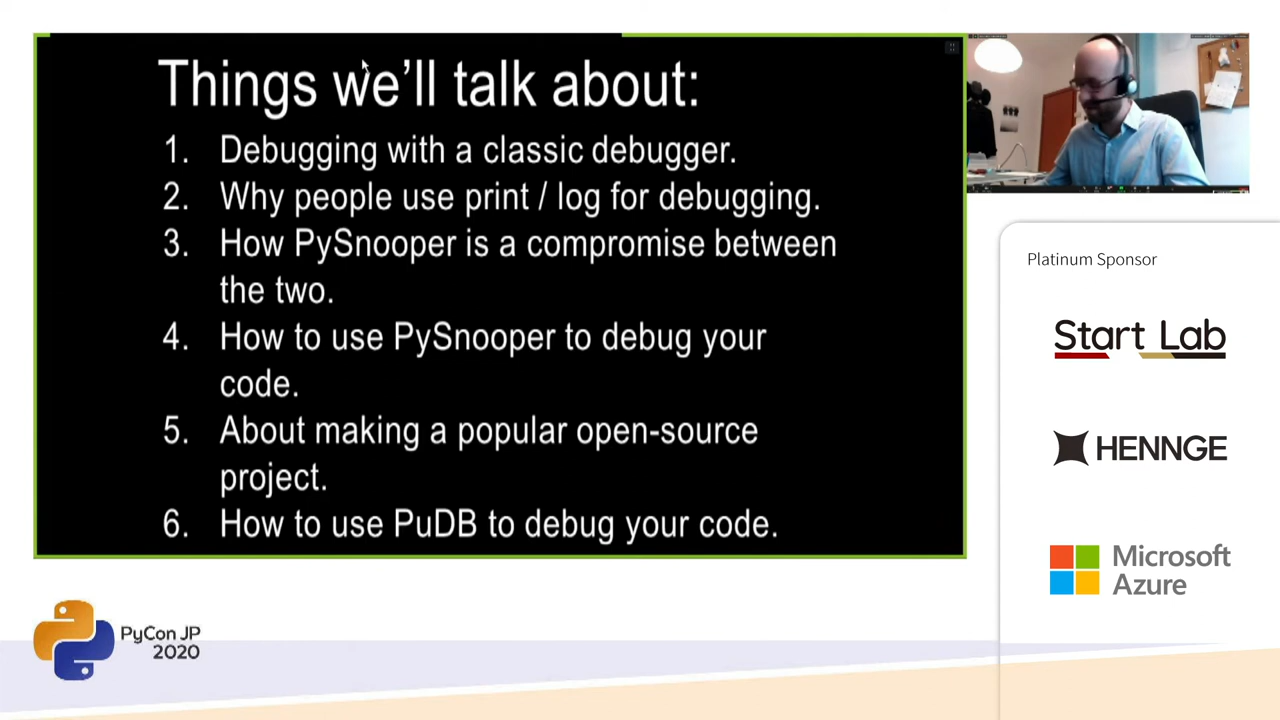 Things we'll talk about:
1. Debugging with a classic debugger.
2. Why people use print / log for debugging.
3. How PySnooper is a compromise between
the two.
4. How to use PySnooper to debug your
code.
5. About making a popular open-source
project.
6. How to use PuDB to debug your code.
Platinum Sponsor
Start Lab
HENNGE
Microsoft
Azure
PyCon JP
2020